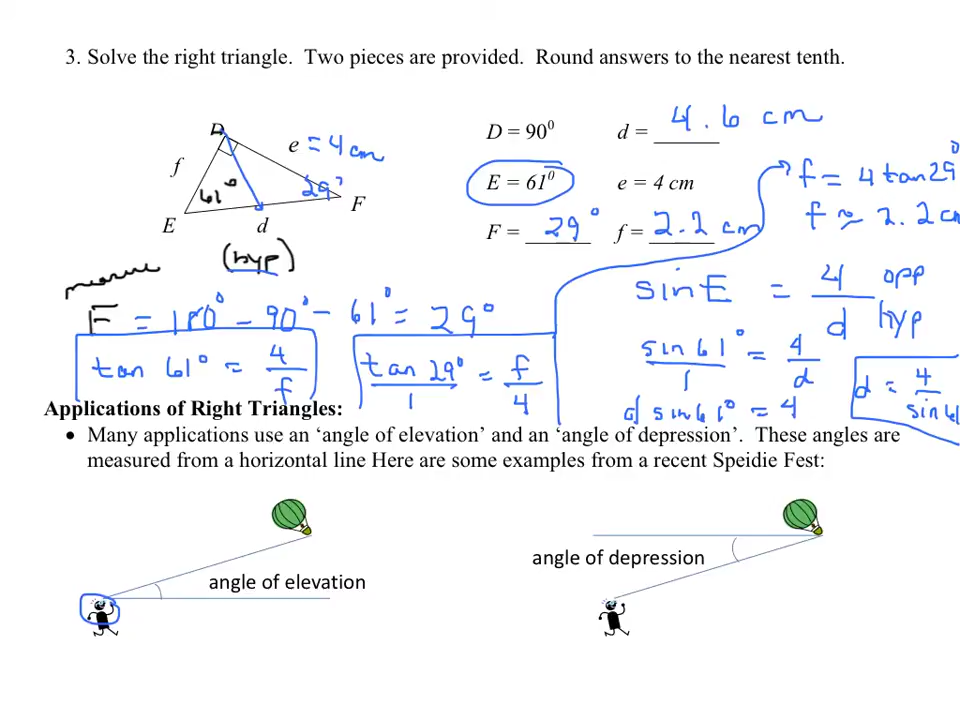 3. Solve the right triangle. Two pieces are provided. Round answers to the nearest tenth.
D
e = 4 cm
f
61°
29°
E
d
F
(hyp)
D = 90⁰ d = 4.6 cm
E = 61⁰ e = 4 cm
F = 29° f = 2.2 cm
f = 4 tan 29°
f ≈ 2.2 cm
F = 180° - 90° - 61° = 29°
tan 61° = 4/f
tan 29°/1 = f/4
sin E = 4/d opp/hyp
sin 61°/1 = 4/d
d sin 61° = 4
d = 4/sin 61
Applications of Right Triangles:
• Many applications use an ‘angle of elevation’ and an ‘angle of depression’. These angles are
measured from a horizontal line Here are some examples from a recent Speidie Fest:
angle of elevation
angle of depression